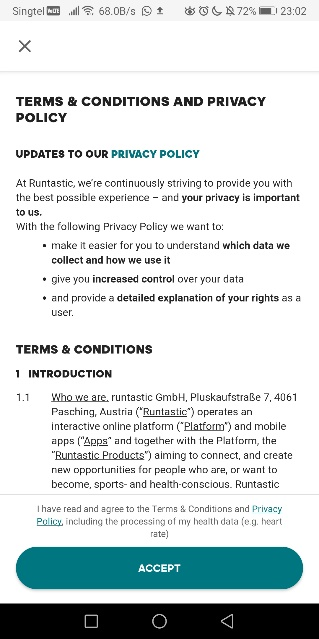 Singtel VoLTE 68.0B/s 72% 23:02
TERMS & CONDITIONS AND PRIVACY
POLICY
UPDATES TO OUR PRIVACY POLICY
At Runtastic, we're continuously striving to provide you with
the best possible experience – and your privacy is important
to us.
With the following Privacy Policy we want to:
• make it easier for you to understand which data we
collect and how we use it
• give you increased control over your data
• and provide a detailed explanation of your rights as a
user.
TERMS & CONDITIONS
1 INTRODUCTION
1.1 Who we are. runtastic GmbH, Pluskaufstraße 7, 4061
Pasching, Austria (“Runtastic”) operates an
interactive online platform (“Platform”) and mobile
apps (“Apps” and together with the Platform, the
“Runtastic Products”) aiming to connect, and create
new opportunities for people who are, or want to
become, sports- and health-conscious. Runtastic
I have read and agree to the Terms & Conditions and Privacy
Policy, including the processing of my health data (e.g. heart
rate)
ACCEPT